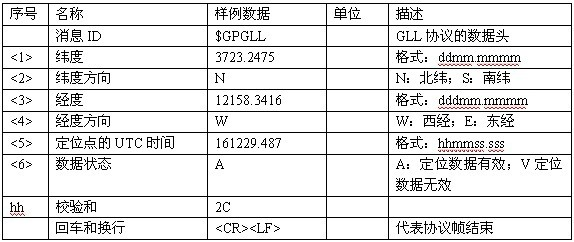 序号 名称 样例数据 单位 描述
消息 ID $GPGLL GLL 协议的数据头
<1> 纬度 3723.2475 格式：ddmm.mmmm
<2> 纬度方向 N N：北纬；S：南纬
<3> 经度 12158.3416 格式：dddmm.mmmm
<4> 经度方向 W W：西经；E：东经
<5> 定位点的 UTC 时间 161229.487 格式：hhmmss.sss
<6> 数据状态 A A：定位数据有效；V 定位
数据无效
hh 校验和 2C
回车和换行 <CR><LF> 代表协议帧结束